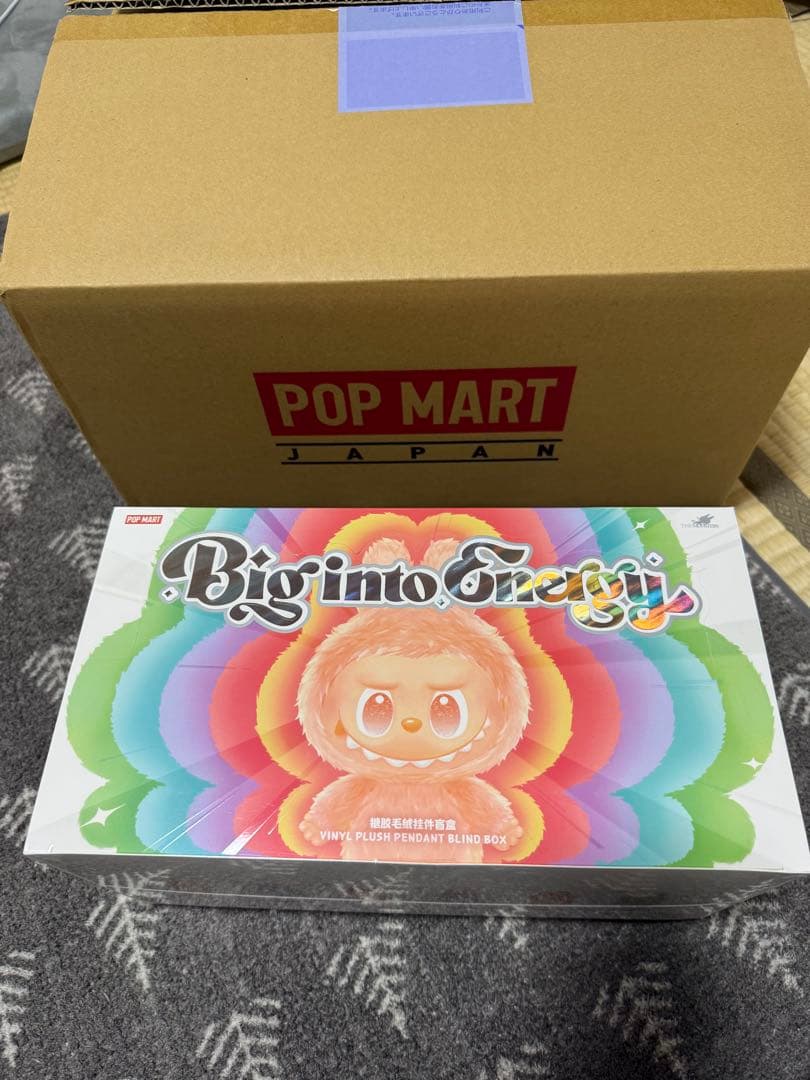 POP MART
JAPAN
POP MART
Big into Energy
搪胶毛绒挂件盲盒
VINYL PLUSH PENDANT BLIND BOX